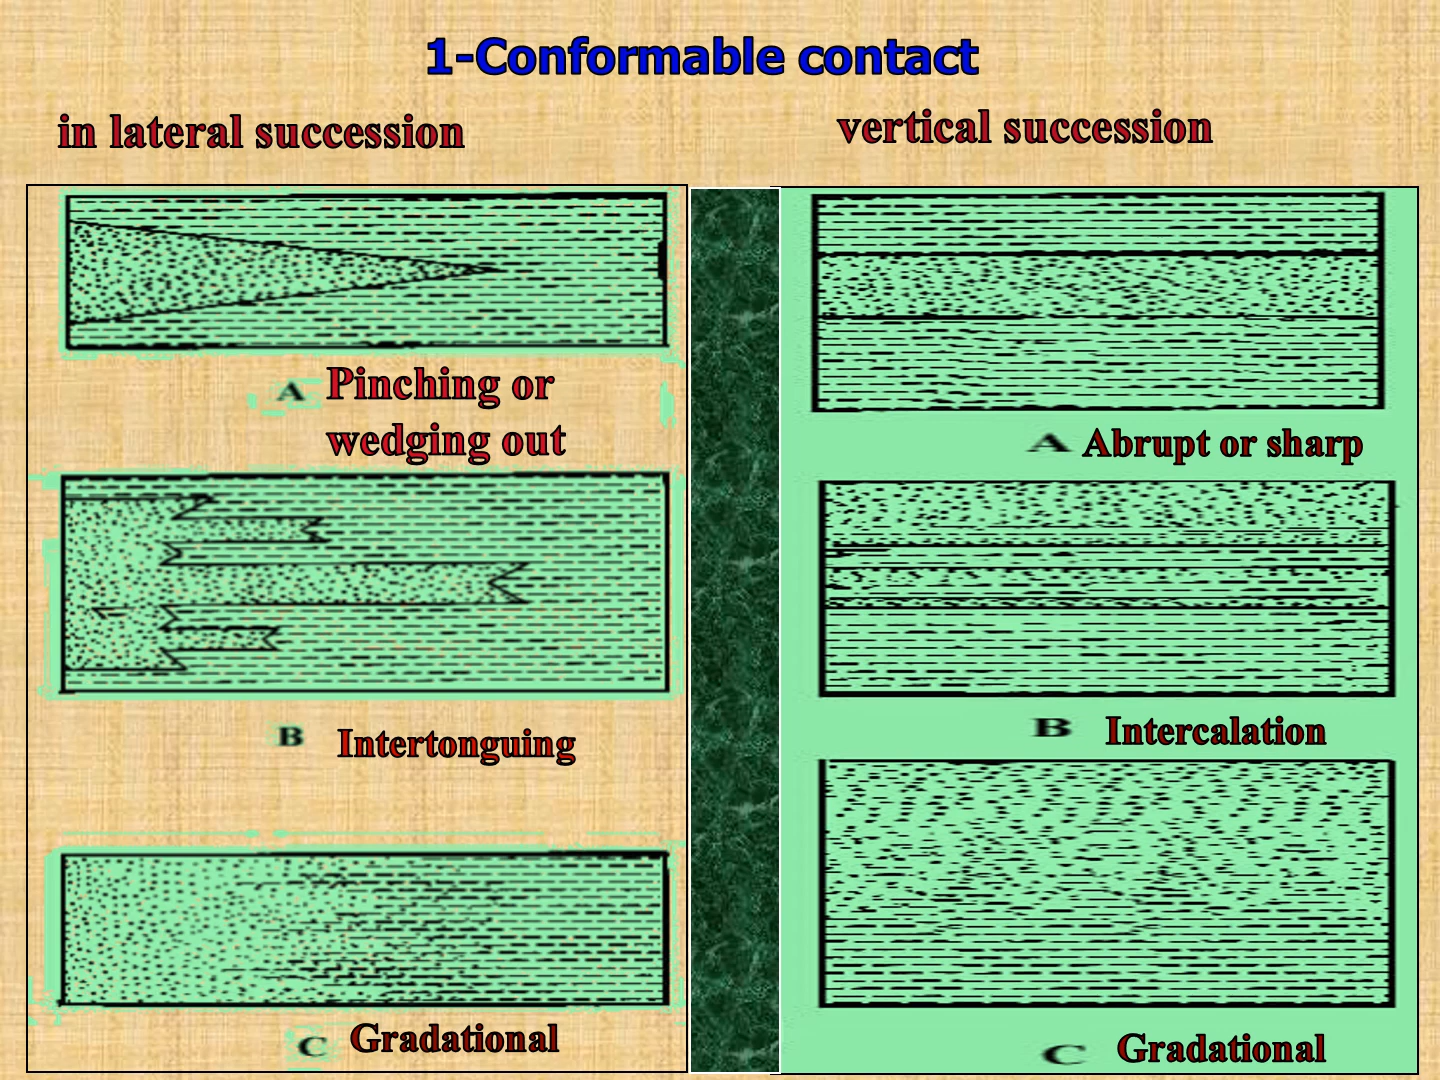 1-Conformable contact
in lateral succession
vertical succession
A Pinching or
wedging out
B Intertonguing
C Gradational
A Abrupt or sharp
B Intercalation
C Gradational